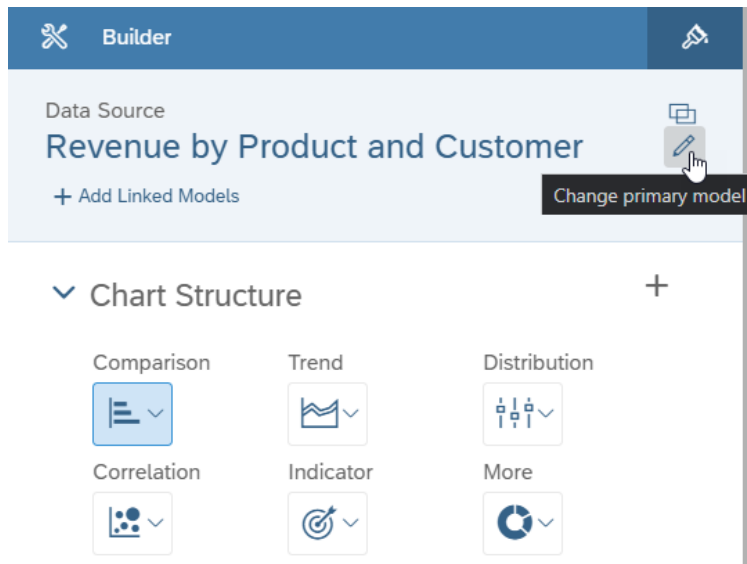 Builder
Data Source
Revenue by Product and Customer
+ Add Linked Models
Change primary model
Chart Structure
Comparison Trend Distribution
Correlation Indicator More